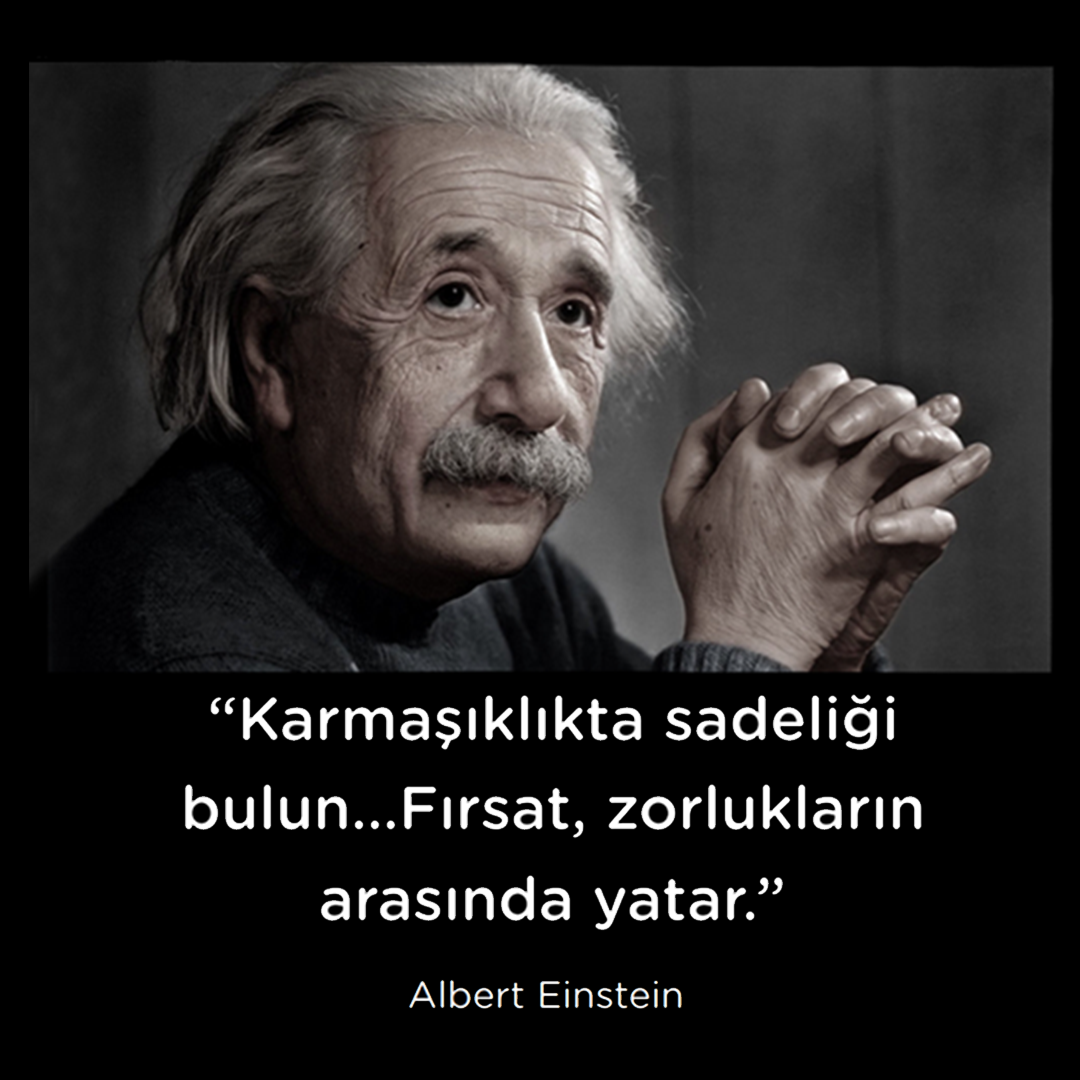 “Karmaşıklıkta sadeliği
bulun...Fırsat, zorlukların
arasında yatar.”
Albert Einstein